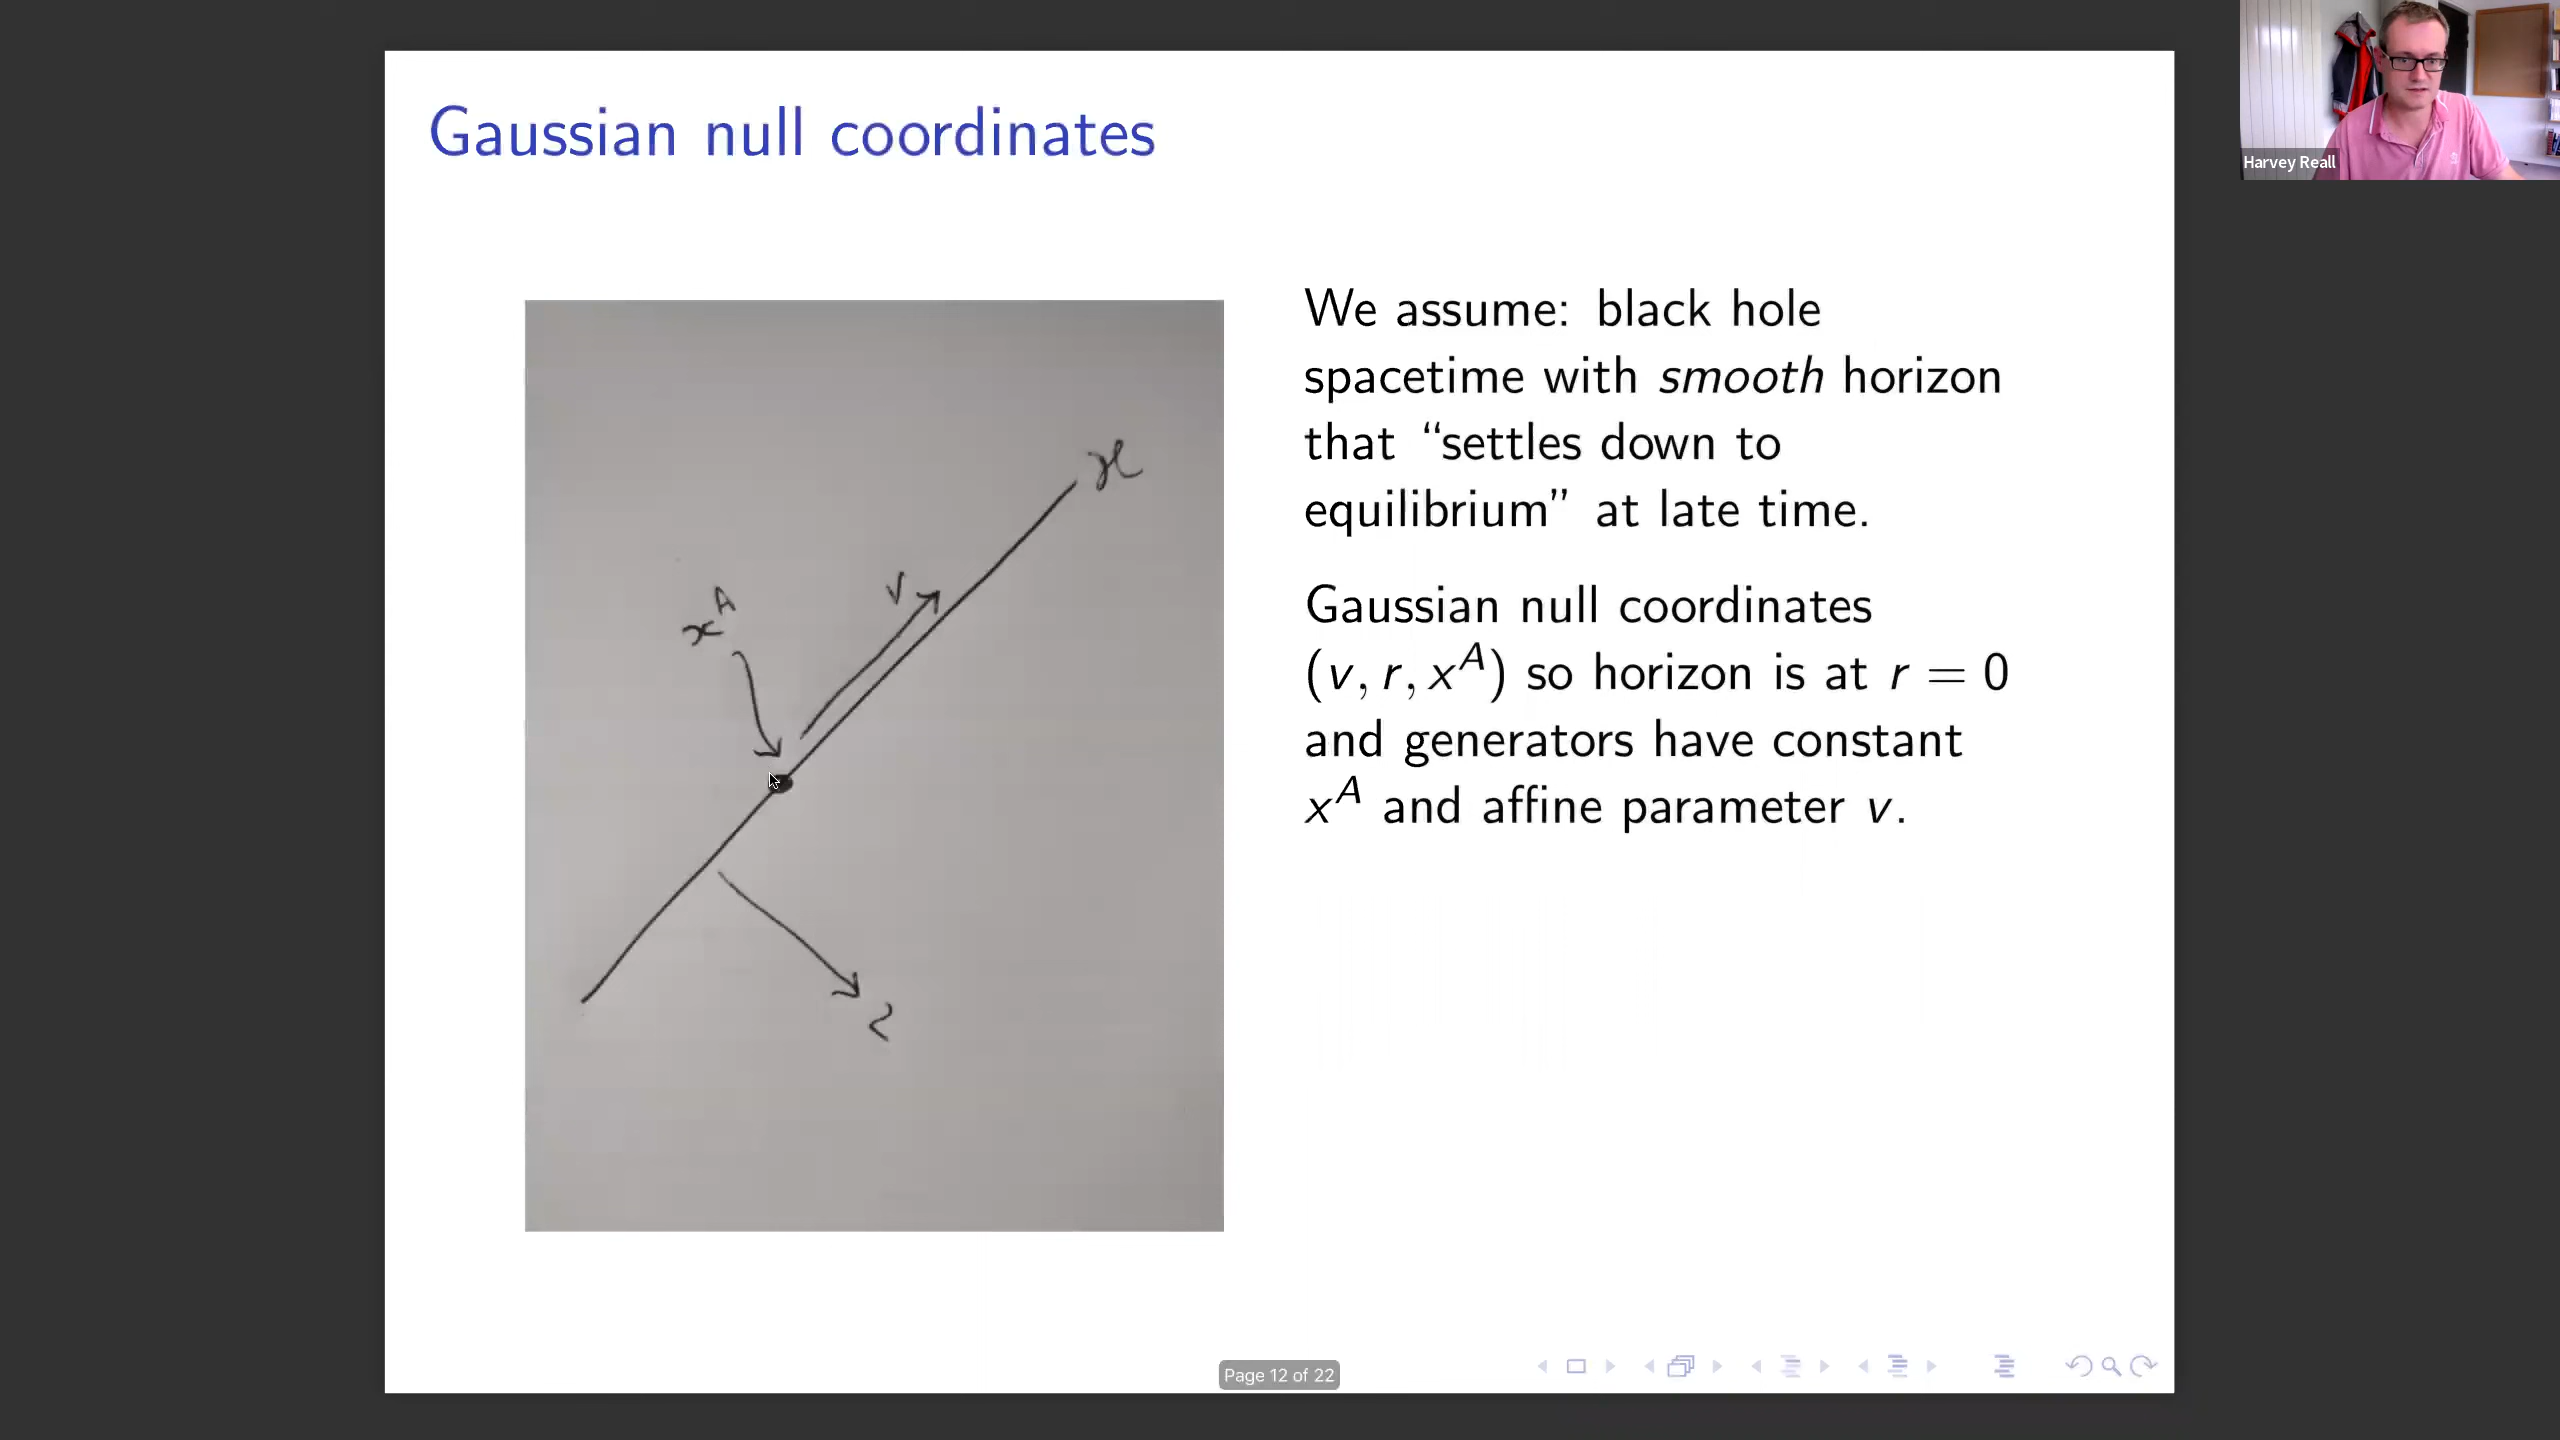 Gaussian null coordinates
We assume: black hole
spacetime with smooth horizon
that “settles down to
equilibrium” at late time.
Gaussian null coordinates
(v, r, x^A) so horizon is at r = 0
and generators have constant
x^A and affine parameter v.
ℋ
v
x^A
r
Harvey Reall
Page 12 of 22